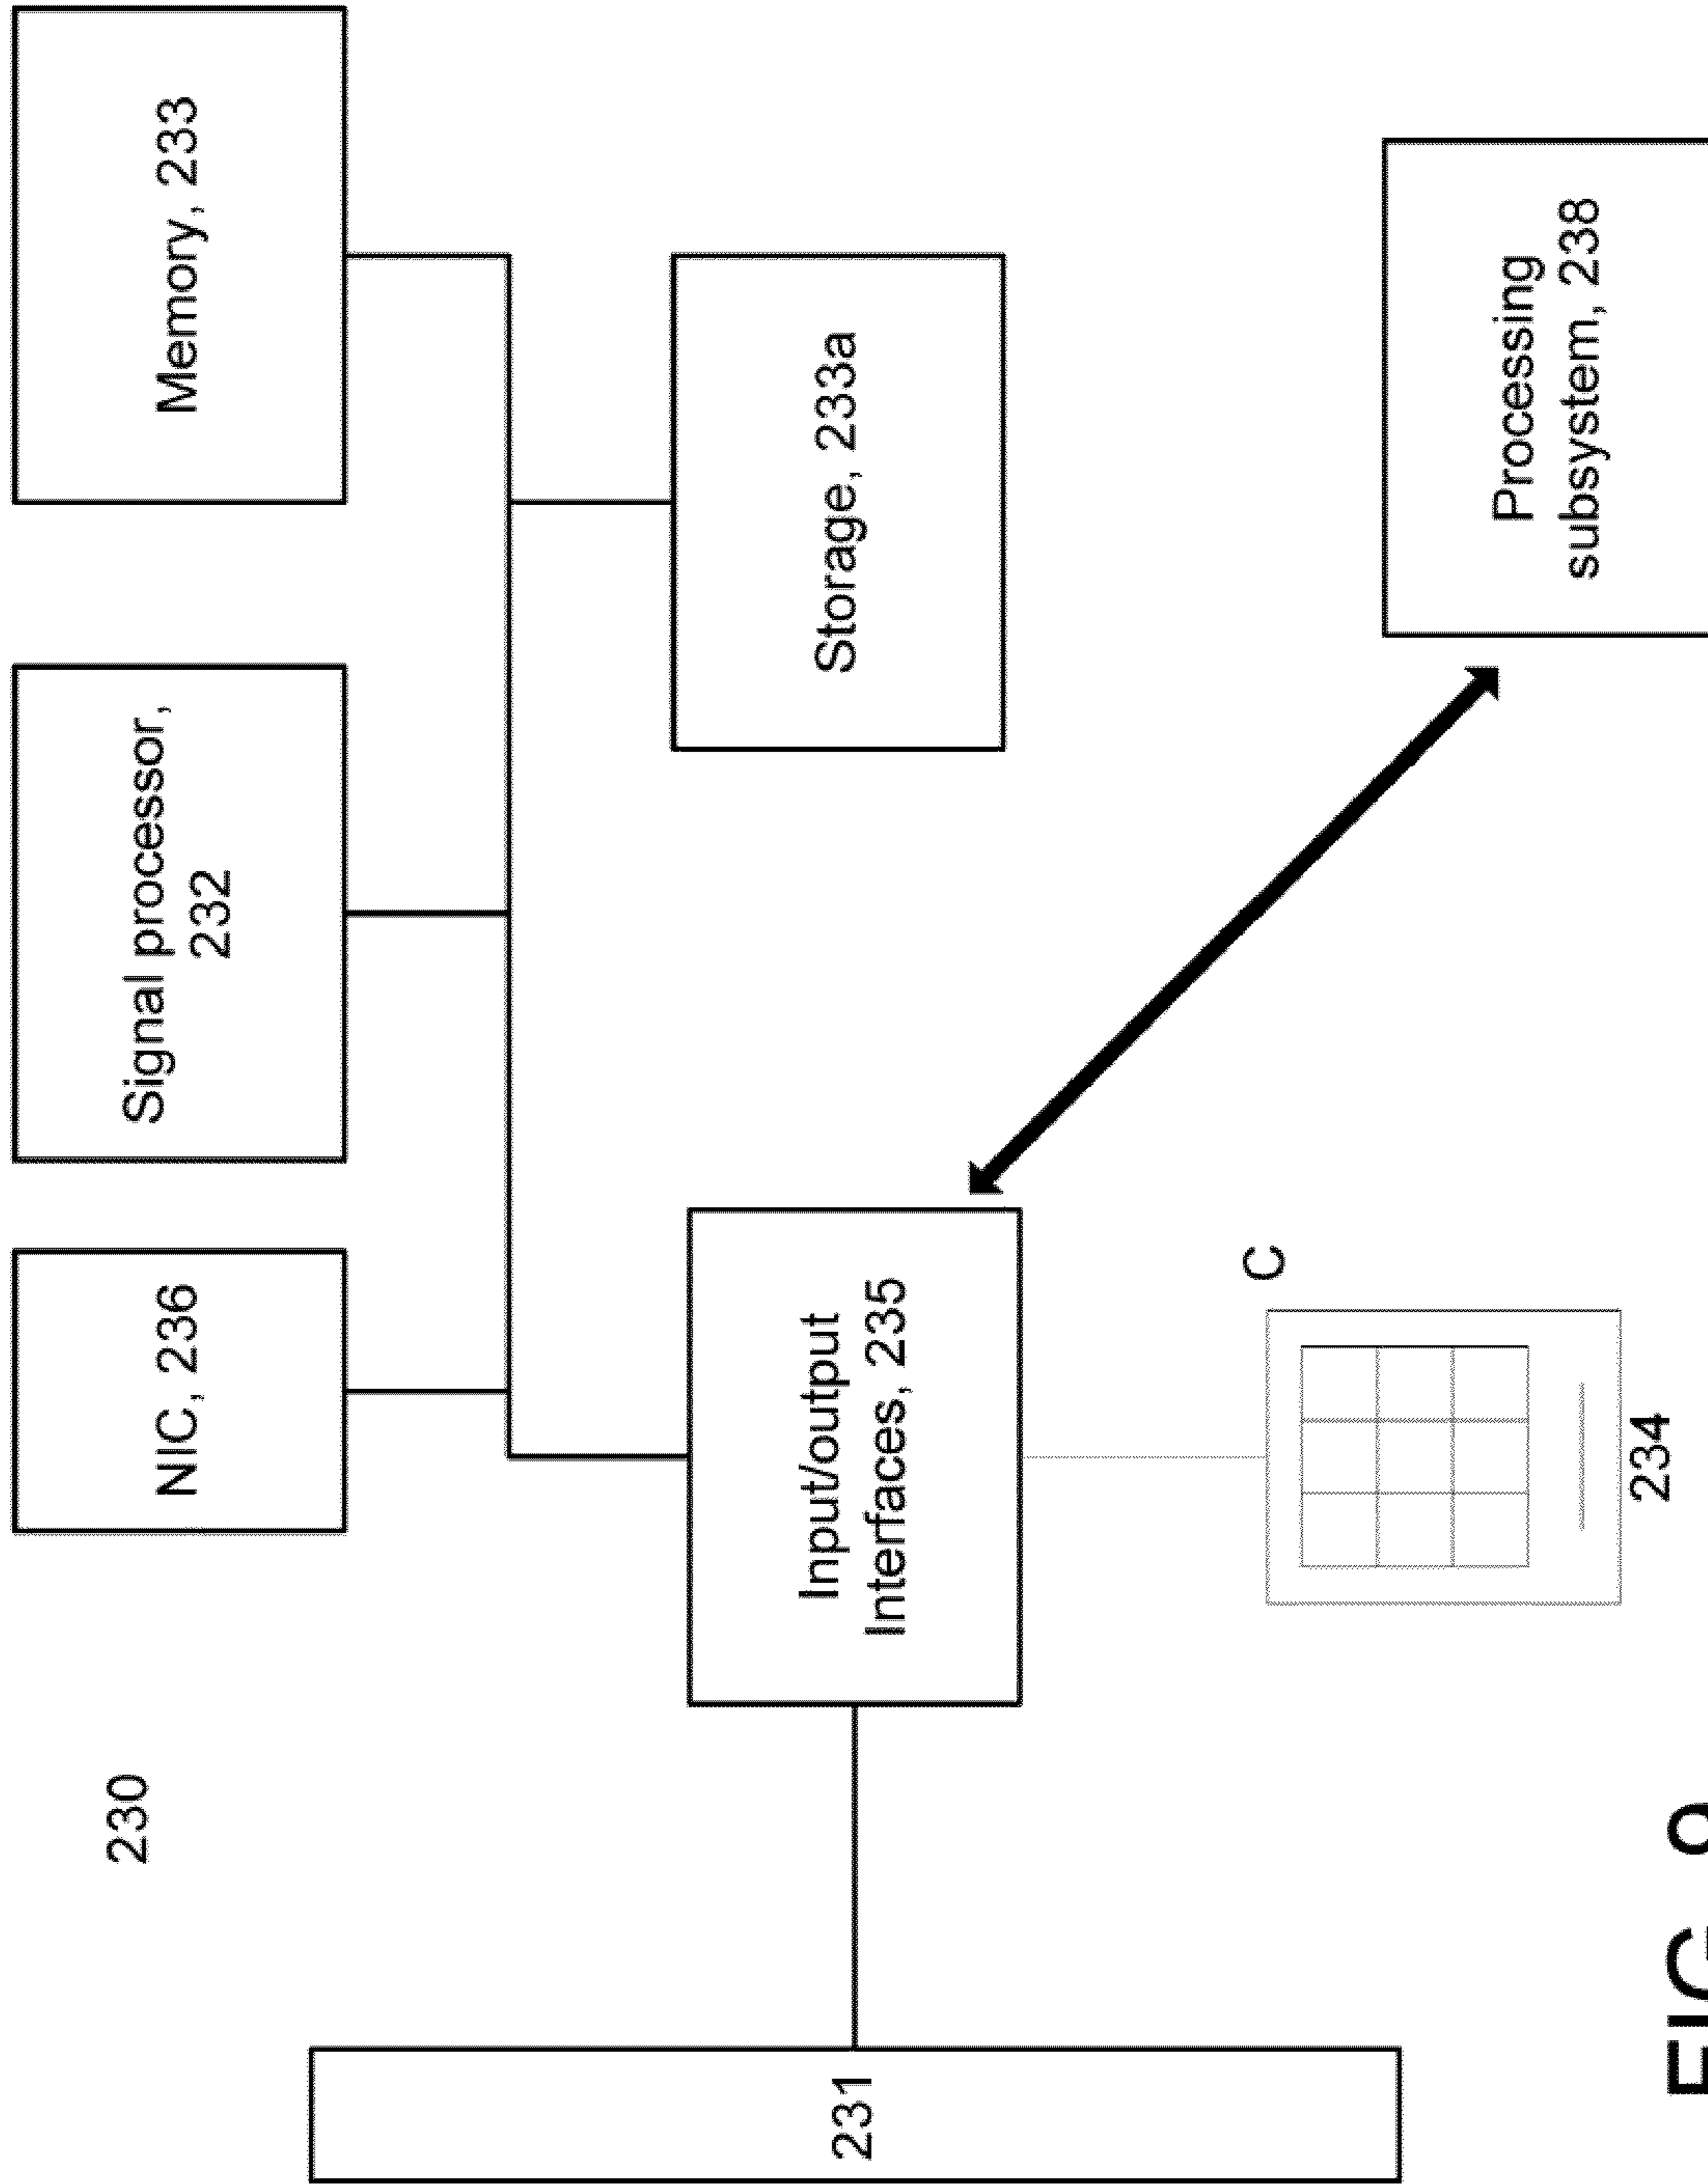 230
NIC, 236
Signal processor,
232
Memory, 233
231
Input/output
Interfaces, 235
Storage, 233a
C
Processing
subsystem, 238
234
FIG